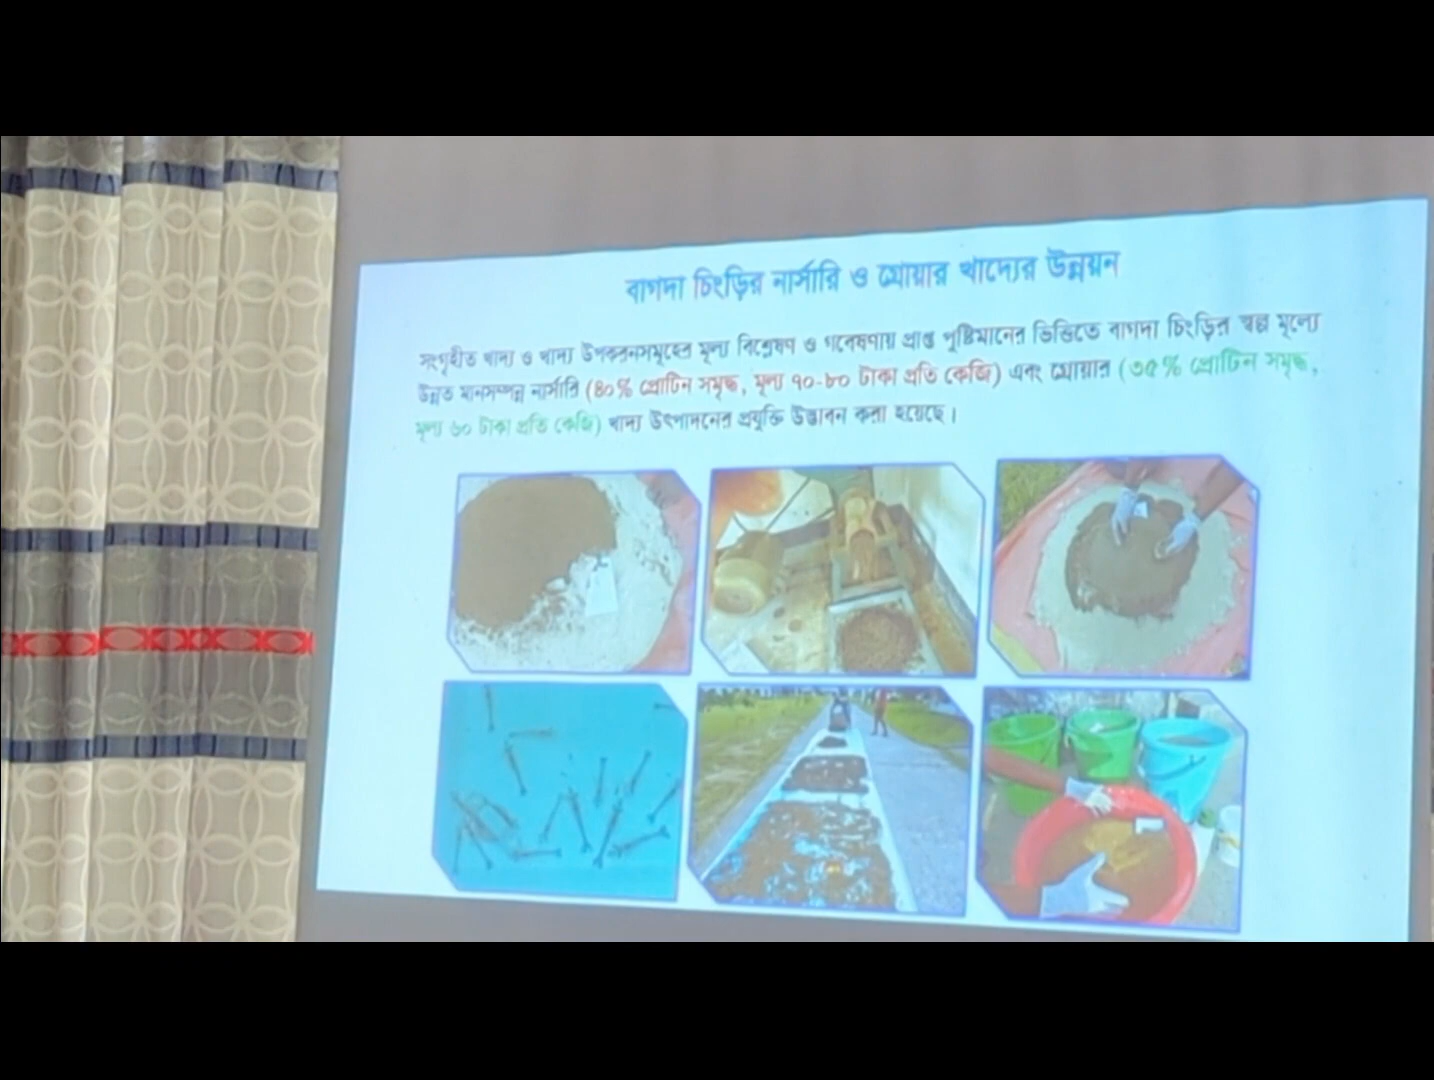 বাগদা চিংড়ির নার্সারি ও গ্রোয়ার খাদ্যের উন্নয়ন
সংগৃহীত খাদ্য ও খাদ্য উপকরনসমূহের মূল্য বিশ্লেষণ ও গবেষণায় প্রাপ্ত পুষ্টিমানের ভিত্তিতে বাগদা চিংড়ির স্বল্প মূল্যে
উন্নত মানসম্পন্ন নার্সারি (৪০% প্রোটিন সমৃদ্ধ, মূল্য ৭০-৮০ টাকা প্রতি কেজি) এবং গ্রোয়ার (৩৫% প্রোটিন সমৃদ্ধ,
মূল্য ৬০ টাকা প্রতি কেজি) খাদ্য উৎপাদনের প্রযুক্তি উদ্ভাবন করা হয়েছে।